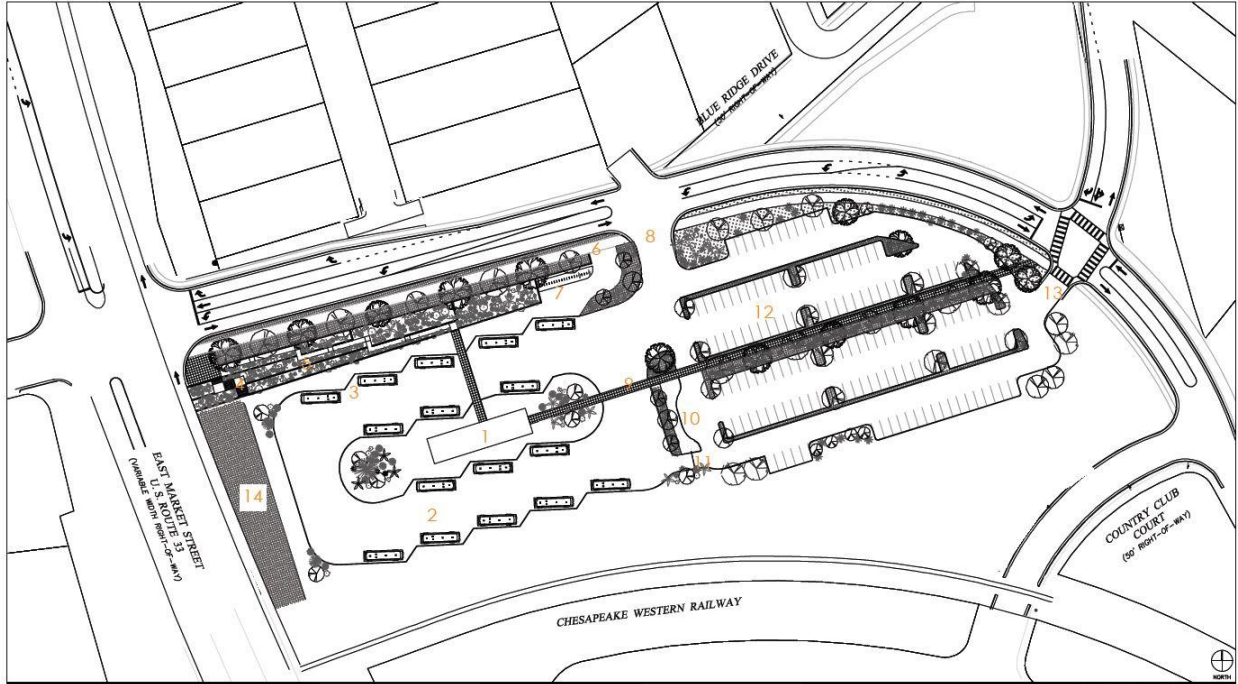 BLUE RIDGE DRIVE
(50' RIGHT-OF-WAY)
6
8
7
12
13
4
5
3
9
10
1
11
14
2
EAST MARKET STREET
U.S. ROUTE 33
(VARIABLE WIDTH RIGHT-OF-WAY)
COUNTRY CLUB
COURT
(50' RIGHT-OF-WAY)
CHESAPEAKE WESTERN RAILWAY
NORTH